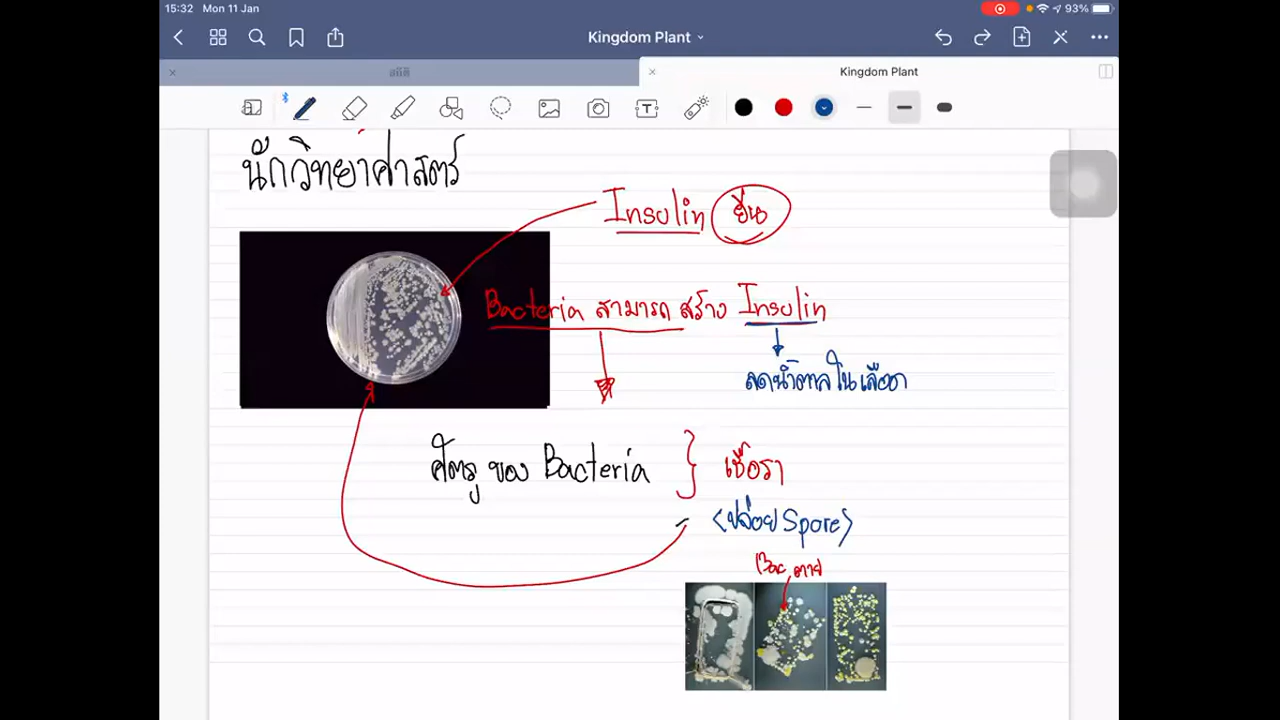 15:32 Mon 11 Jan
93%
Kingdom Plant
สถิติ
Kingdom Plant
นักวิทยาศาสตร์
Insulin ยีน
Bacteria สามารถ สร้าง Insulin
ลดน้ำตาล ใน เลือด
ศัตรู ของ Bacteria } เชื้อรา
<ปล่อย Spore>
Bac ตาย